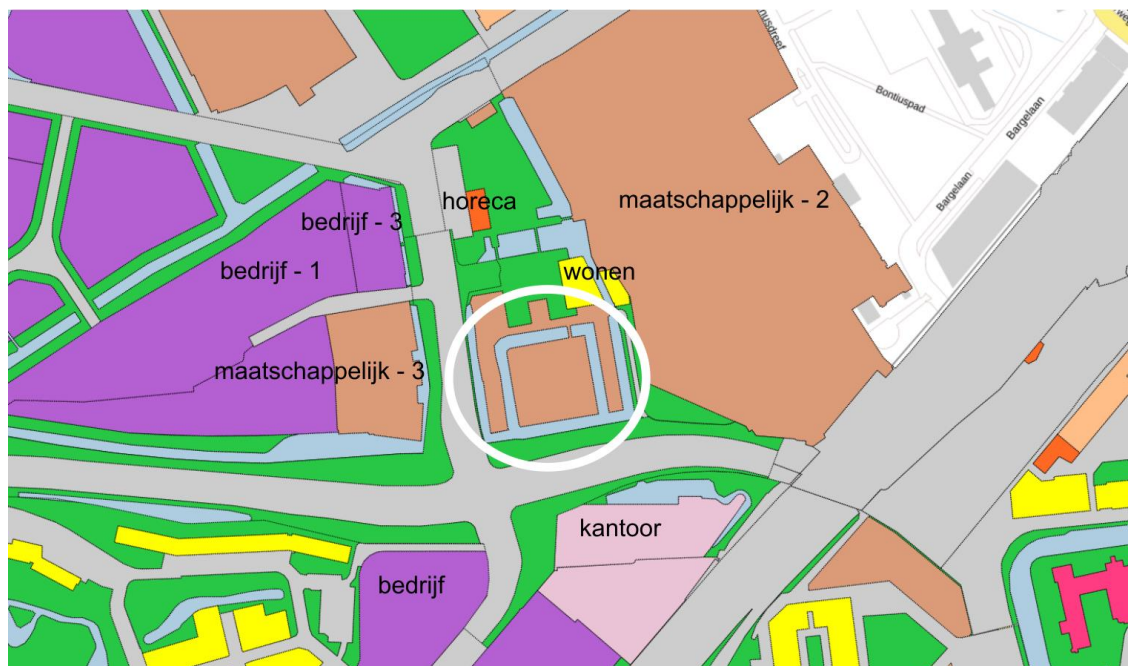 Bontiuspad
Bargelaan
Bargelaan
horeca
maatschappelijk - 2
bedrijf - 3
bedrijf - 1
wonen
maatschappelijk - 3
kantoor
bedrijf